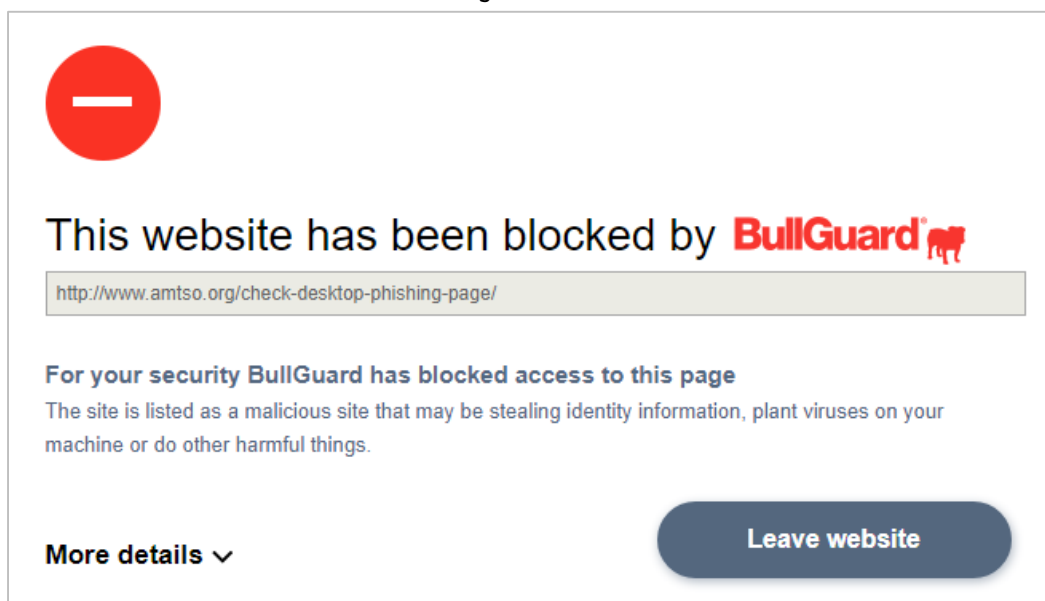 This website has been blocked by BullGuard®
http://www.amtso.org/check-desktop-phishing-page/
For your security BullGuard has blocked access to this page
The site is listed as a malicious site that may be stealing identity information, plant viruses on your
machine or do other harmful things.
More details
Leave website